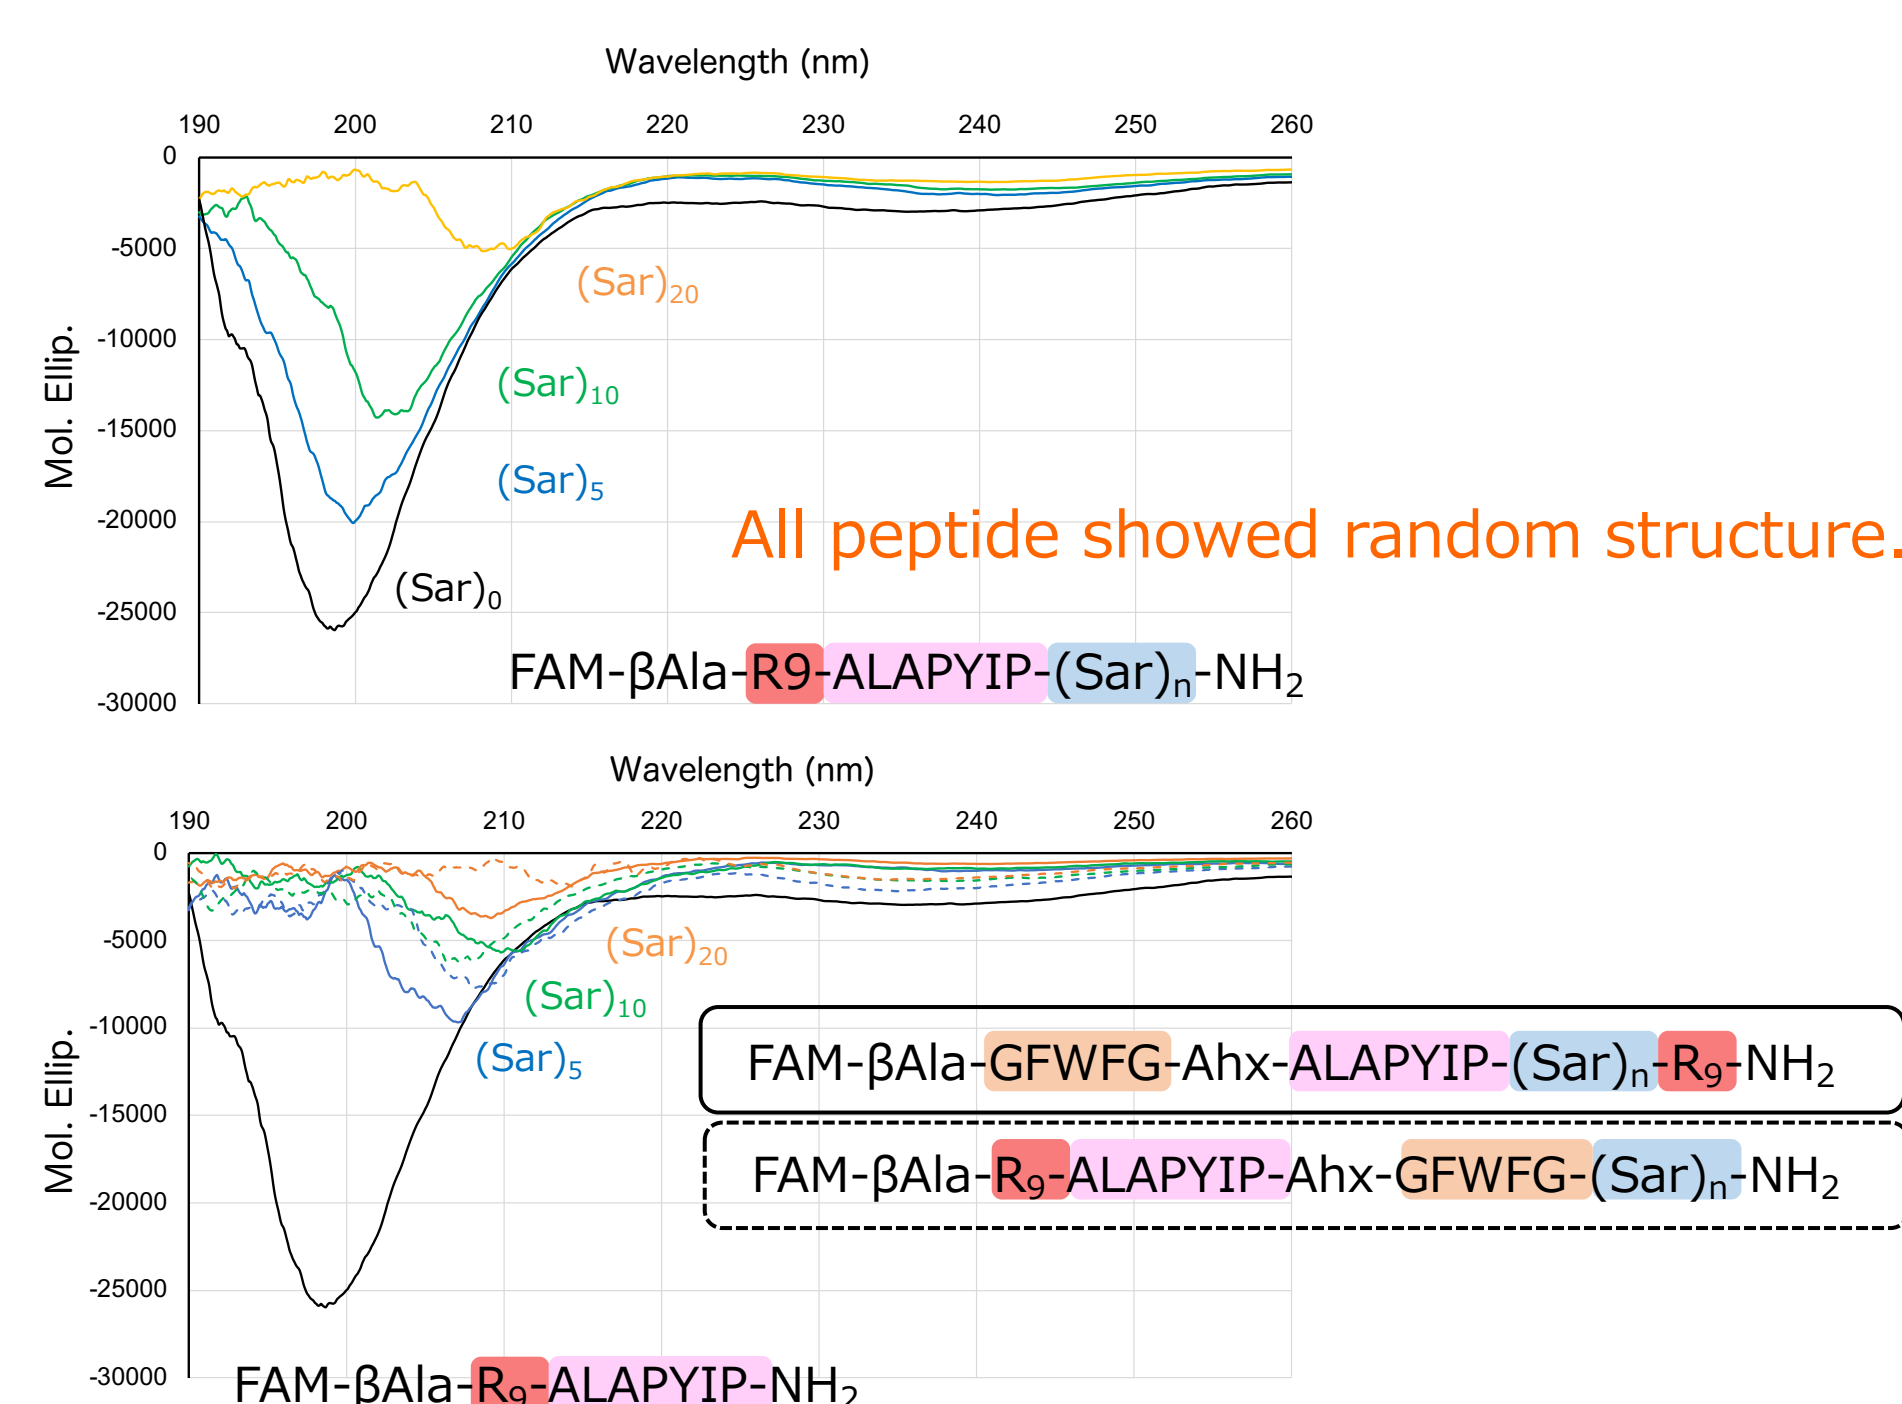 Wavelength (nm)
190 200 210 220 230 240 250 260
0
-5000
-10000
-15000
-20000
-25000
-30000
Mol. Ellip.
(Sar)20
(Sar)10
(Sar)5
(Sar)0
All peptide showed random structure.
FAM-βAla-R9-ALAPYIP-(Sar)n-NH2
Wavelength (nm)
190 200 210 220 230 240 250 260
0
-5000
-10000
-15000
-20000
-25000
-30000
Mol. Ellip.
(Sar)20
(Sar)10
(Sar)5
FAM-βAla-GFWFG-Ahx-ALAPYIP-(Sar)n-R9-NH2
FAM-βAla-R9-ALAPYIP-Ahx-GFWFG-(Sar)n-NH2
FAM-βAla-R9-ALAPYIP-NH2